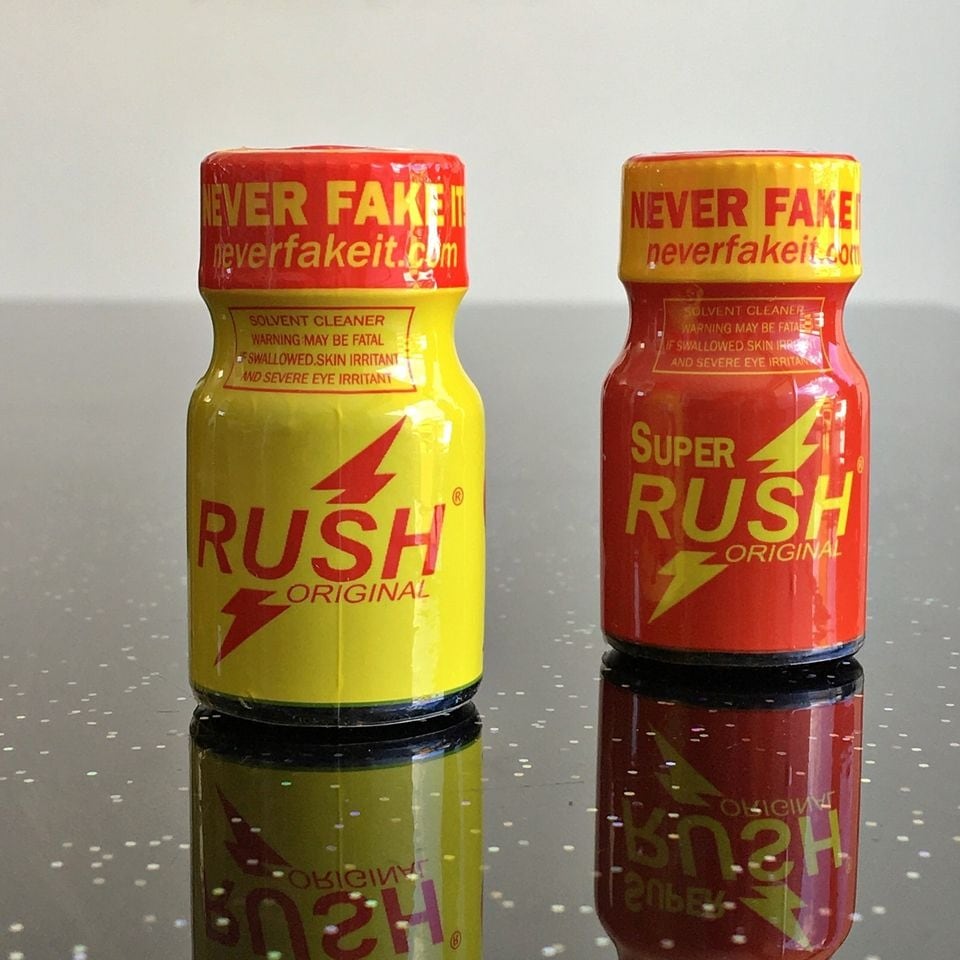 NEVER FAKE IT
neverfakeit.com
SOLVENT CLEANER
WARNING MAY BE FATAL
IF SWALLOWED.SKIN IRRITANT
AND SEVERE EYE IRRITANT
RUSH®
ORIGINAL
NEVER FAKE IT
neverfakeit.com
SOLVENT CLEANER
WARNING MAY BE FATAL
IF SWALLOWED.SKIN IRRITANT
AND SEVERE EYE IRRITANT
SUPER
RUSH®
ORIGINAL